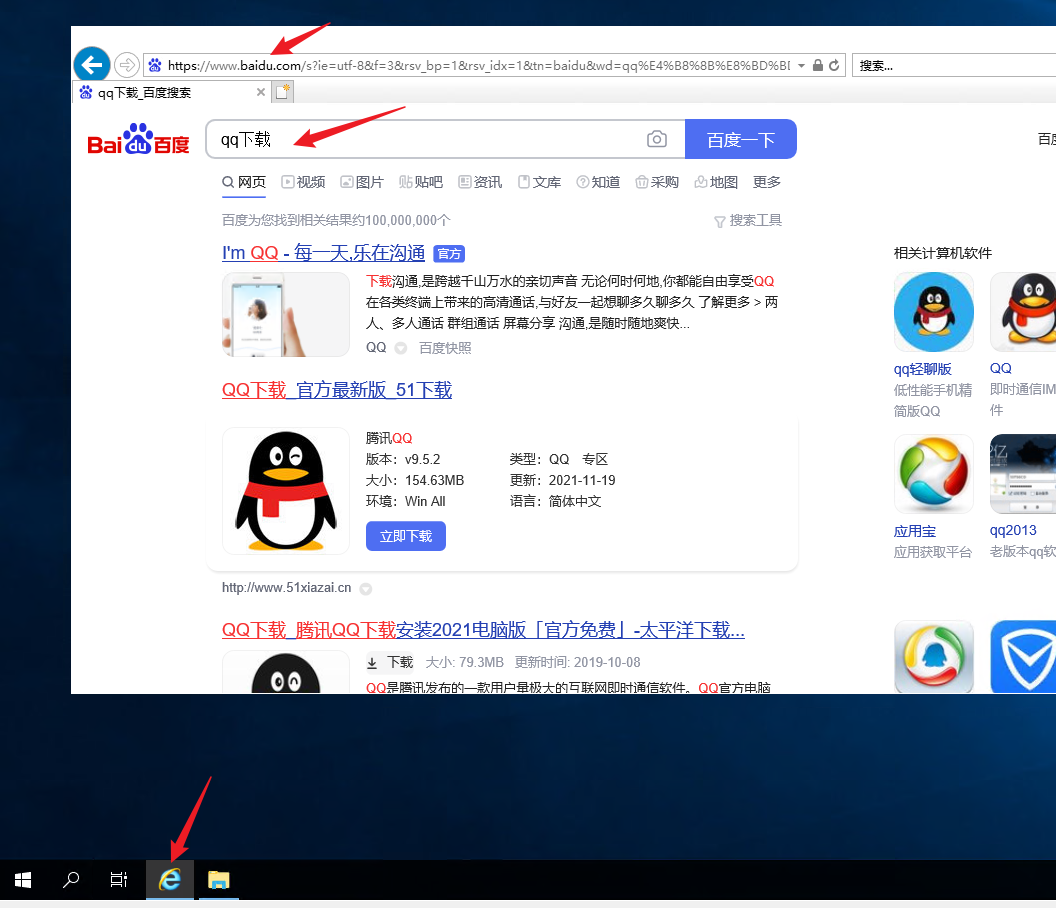 https://www.baidu.com/s?ie=utf-8&f=3&rsv_bp=1&rsv_idx=1&tn=baidu&wd=qq%E4%B8%8B%E8%BD%BD
搜索...
qq下载_百度搜索
Bai du 百度
qq下载
百度一下
网页 视频 图片 贴吧 资讯 文库 知道 采购 地图 更多
百度为您找到相关结果约100,000,000个
搜索工具
I'm QQ - 每一天,乐在沟通 官方
下载沟通,是跨越千山万水的亲切声音 无论何时何地,你都能自由享受QQ
在各类终端上带来的高清通话,与好友一起想聊多久聊多久 了解更多 > 两
人、多人通话 群组通话 屏幕分享 沟通,是随时随地爽快...
QQ 百度快照
QQ下载_官方最新版_51下载
腾讯QQ
版本：v9.5.2 类型：QQ 专区
大小：154.63MB 更新：2021-11-19
环境：Win All 语言：简体中文
立即下载
http://www.51xiazai.cn
QQ下载_腾讯QQ下载安装2021电脑版「官方免费」-太平洋下载...
下载 大小: 79.3MB 更新时间: 2019-10-08
QQ是腾讯发布的一款用户量极大的互联网即时通信软件。QQ官方电脑
相关计算机软件
qq轻聊版 QQ
低性能手机精 即时通信IM
简版QQ 件
应用宝 qq2013
应用获取平台 老版本qq软